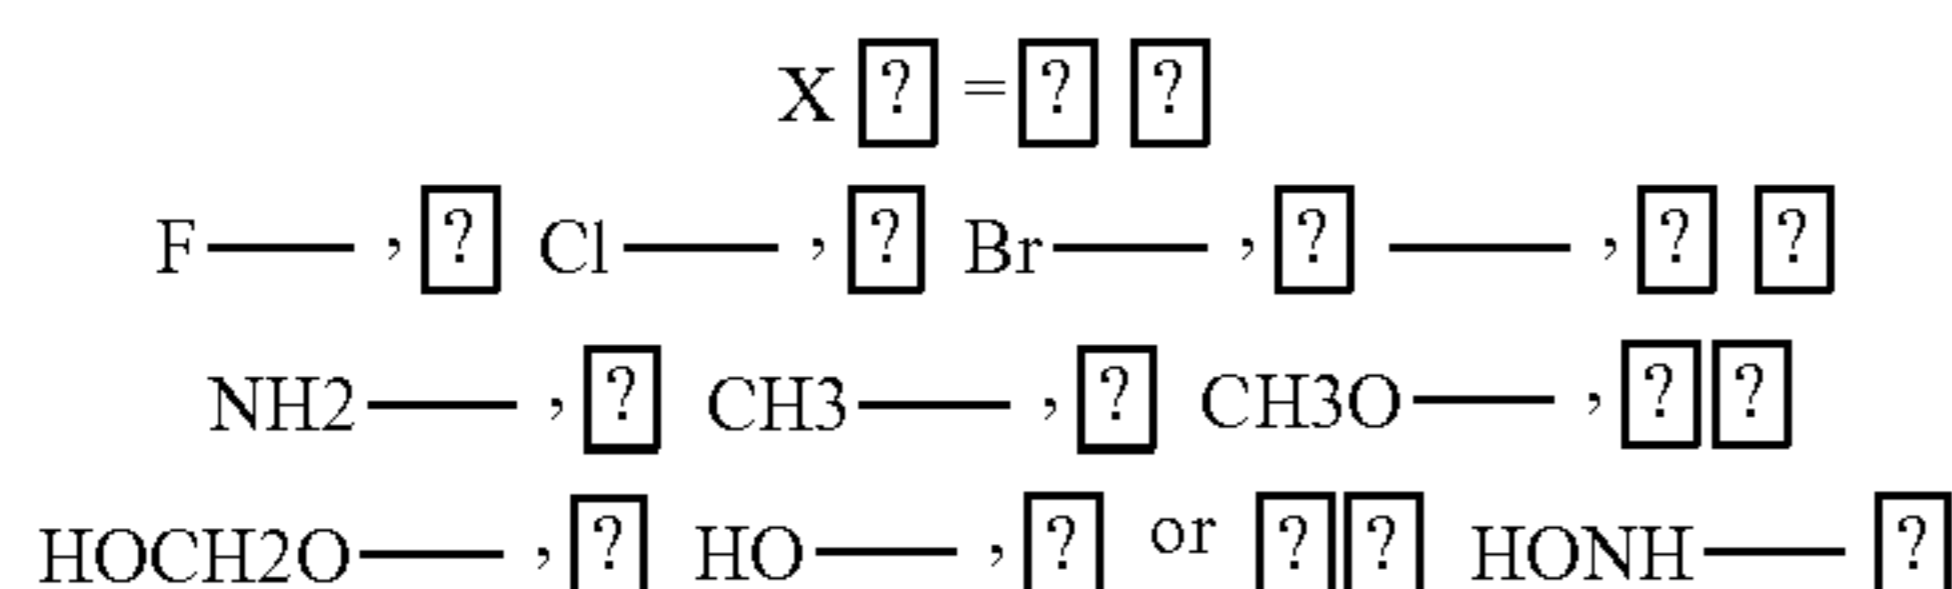 X ? = ? ?
F—, ? Cl—, ? Br—, ? —, ? ?
NH2—, ? CH3—, ? CH3O—, ? ?
HOCH2O—, ? HO—, ? or ? ? HONH— ?